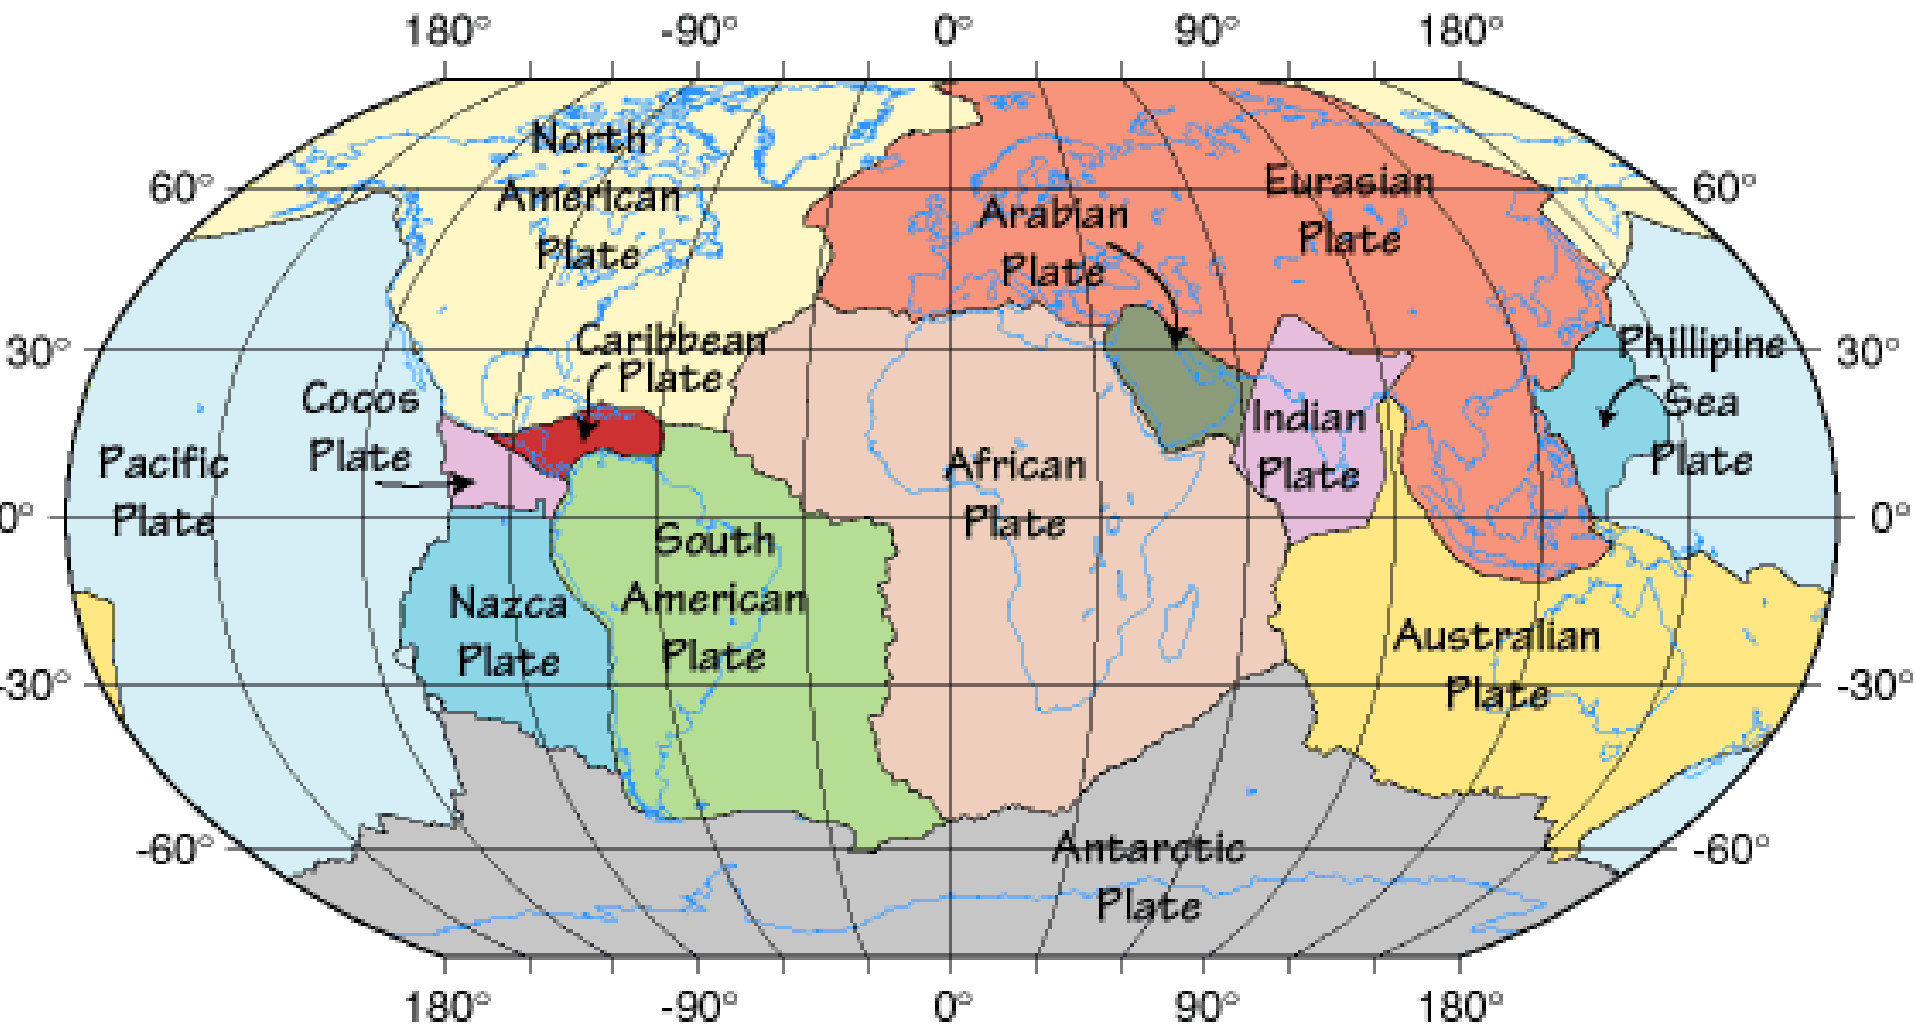 180° -90° 0° 90° 180°
North
American
Plate
60°
60°
Eurasian
Plate
Arabian
Plate
Caribbean
Plate
30°
30°
Phillipine
Sea
Plate
Cocos
Plate
Indian
Plate
Pacific
Plate
African
Plate
0°
0°
South
American
Plate
Nazca
Plate
Australian
Plate
-30°
-30°
-60°
-60°
Antarctic
Plate
180° -90° 0° 90° 180°